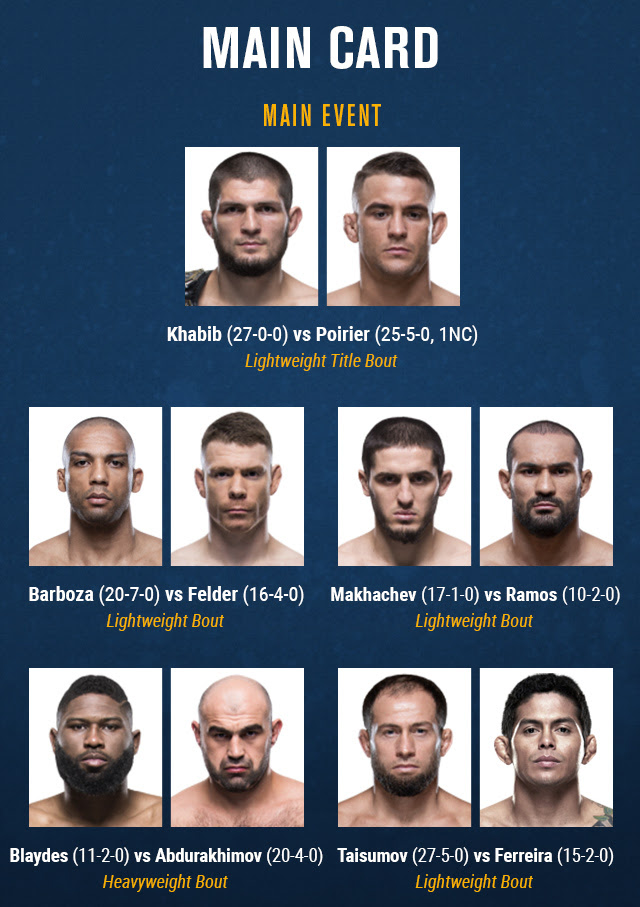 MAIN CARD
MAIN EVENT
Khabib (27-0-0) vs Poirier (25-5-0, 1NC)
Lightweight Title Bout
Barboza (20-7-0) vs Felder (16-4-0)
Lightweight Bout
Makhachev (17-1-0) vs Ramos (10-2-0)
Lightweight Bout
Blaydes (11-2-0) vs Abdurakhimov (20-4-0)
Heavyweight Bout
Taisumov (27-5-0) vs Ferreira (15-2-0)
Lightweight Bout